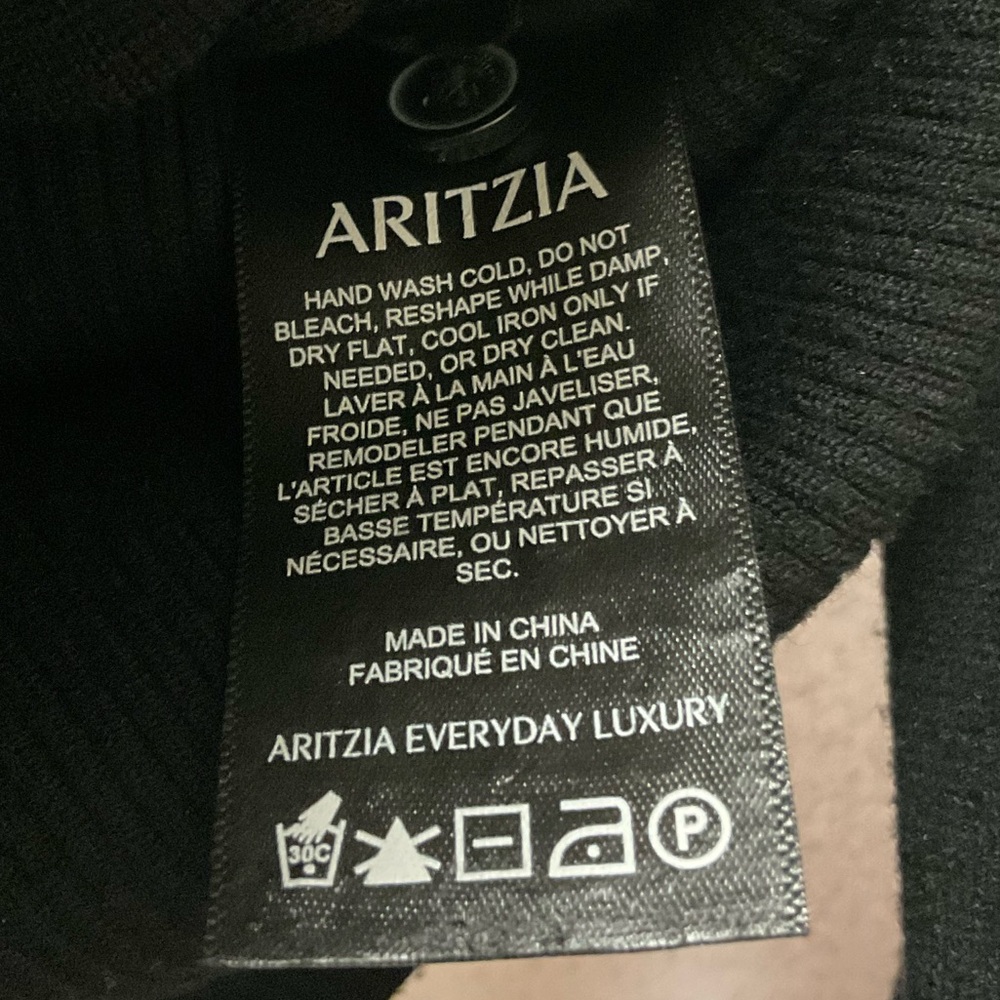 ARITZIA
HAND WASH COLD, DO NOT
BLEACH, RESHAPE WHILE DAMP,
DRY FLAT, COOL IRON ONLY IF
NEEDED, OR DRY CLEAN.
LAVER À LA MAIN À L'EAU
FROIDE, NE PAS JAVELISER,
REMODELER PENDANT QUE
L'ARTICLE EST ENCORE HUMIDE,
SÉCHER À PLAT, REPASSER À
BASSE TEMPÉRATURE SI
NÉCESSAIRE, OU NETTOYER À
SEC.
MADE IN CHINA
FABRIQUÉ EN CHINE
ARITZIA EVERYDAY LUXURY
30C P